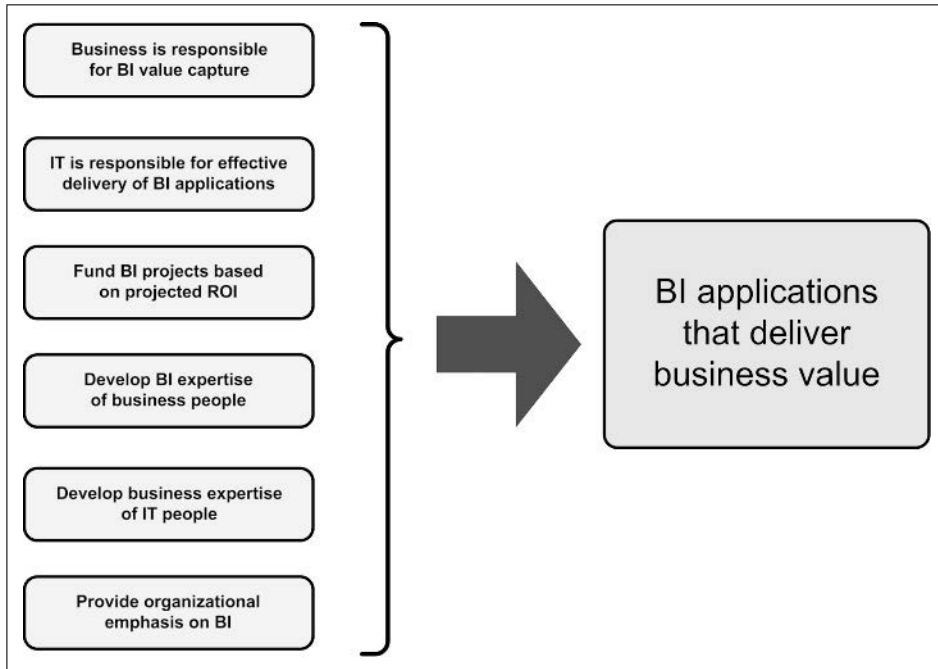 Business is responsible
for BI value capture
IT is responsible for effective
delivery of BI applications
Fund BI projects based
on projected ROI
Develop BI expertise
of business people
Develop business expertise
of IT people
Provide organizational
emphasis on BI
BI applications
that deliver
business value